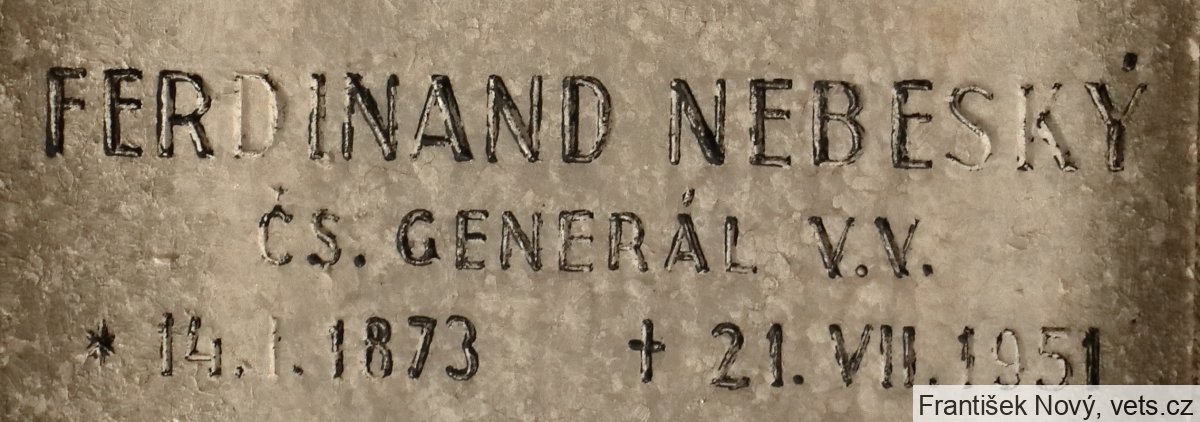 FERDINAND NEBESKÝ
ČS. GENERÁL V.V.
* 14. I. 1873 † 21. VII. 1951
František Nový, vets.cz